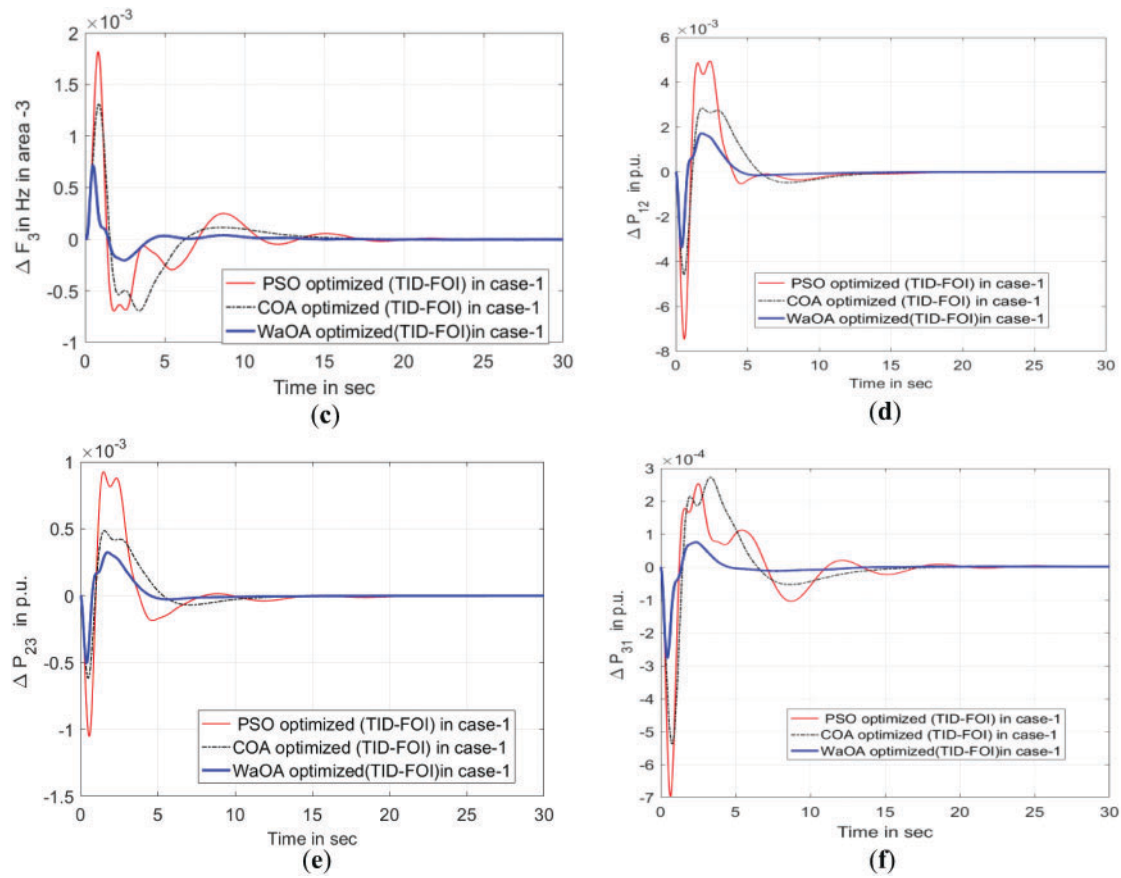 ×10-3
2
1.5
1
0.5
0
-0.5
-1
Δ F3 in Hz in area -3
PSO optimized (TID-FOI) in case-1
COA optimized (TID-FOI) in case-1
WaOA optimized(TID-FOI)in case-1
0 5 10 15 20 25 30
Time in sec
(c)
×10-3
6
4
2
0
-2
-4
-6
-8
Δ P12 in p.u.
PSO optimized (TID-FOI) in case-1
COA optimized (TID-FOI) in case-1
WaOA optimized(TID-FOI)in case-1
0 5 10 15 20 25 30
Time in sec
(d)
×10-3
1
0.5
0
-0.5
-1
-1.5
Δ P23 in p.u.
PSO optimized (TID-FOI) in case-1
COA optimized (TID-FOI) in case-1
WaOA optimized(TID-FOI)in case-1
0 5 10 15 20 25 30
Time in sec
(e)
×10-4
3
2
1
0
-1
-2
-3
-4
-5
-6
-7
Δ P31 in p.u.
PSO optimized (TID-FOI) in case-1
COA optimized (TID-FOI) in case-1
WaOA optimized(TID-FOI)in case-1
0 5 10 15 20 25 30
Time in sec
(f)